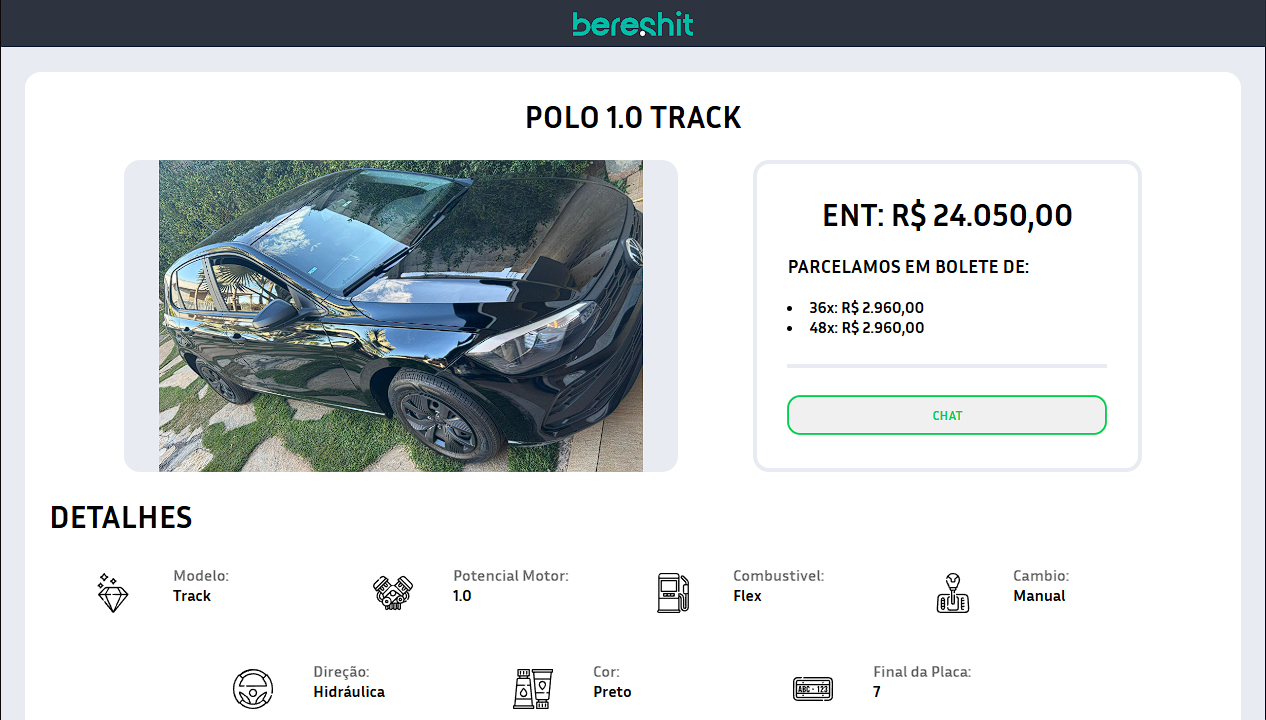 bereshit
POLO 1.0 TRACK
ENT: R$ 24.050,00
PARCELAMOS EM BOLETE DE:
36x: R$ 2.960,00
48x: R$ 2.960,00
CHAT
DETALHES
Modelo:
Track
Potencial Motor:
1.0
Combustivel:
Flex
Cambio:
Manual
Direção:
Hidráulica
Cor:
Preto
ABC · 123
Final da Placa:
7